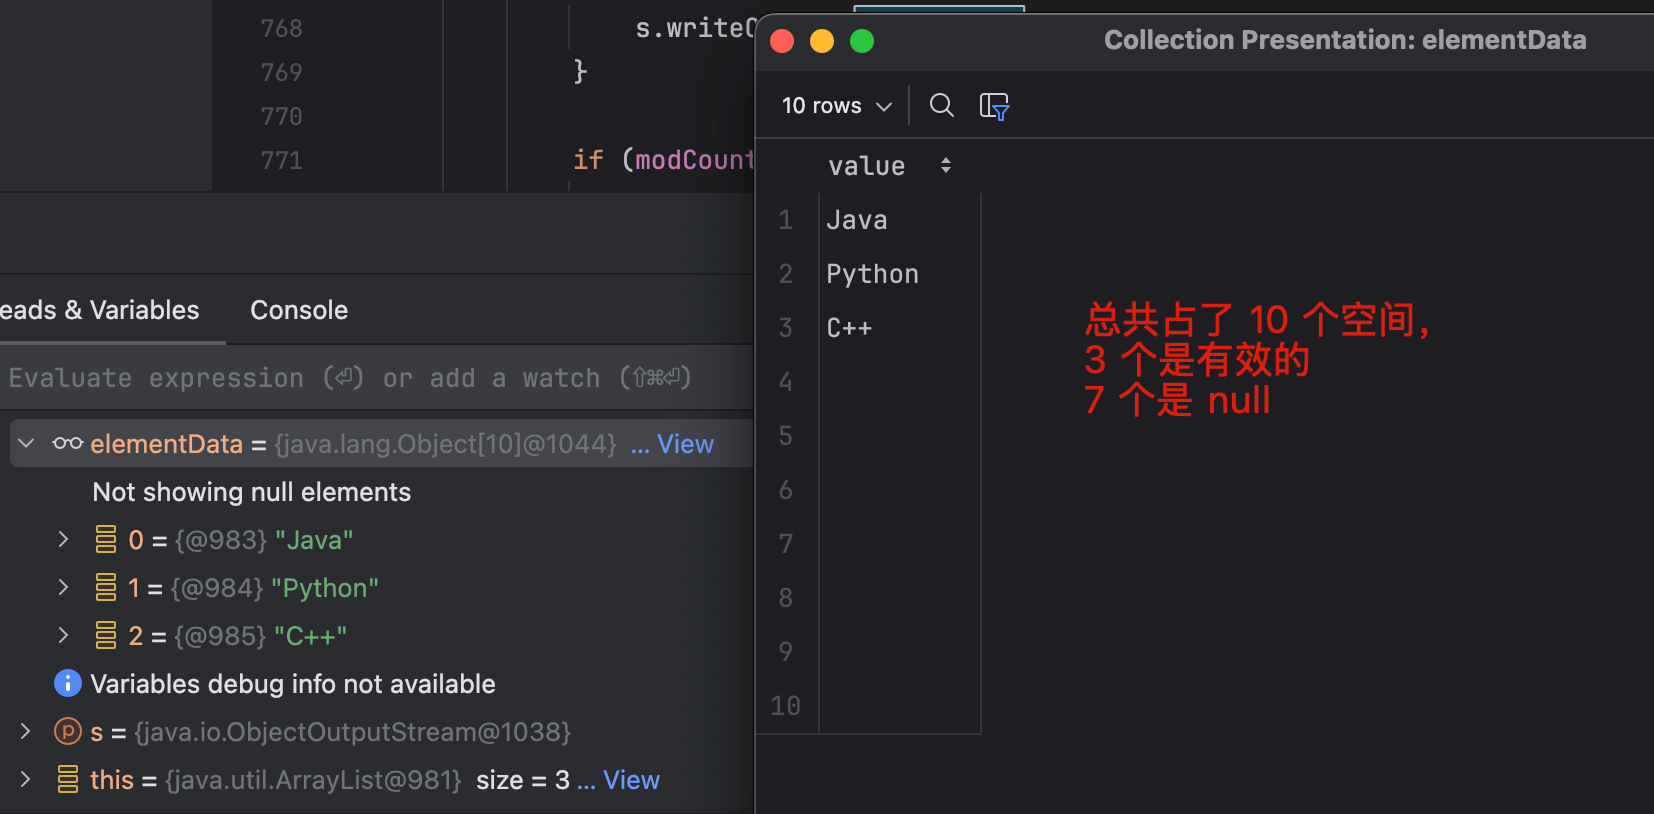 768
s.writeO
769
}
770
771
if (modCount
eads & Variables
Console
Evaluate expression (⏎) or add a watch (⇧⌘⏎)
elementData = {java.lang.Object[10]@1044} ... View
Not showing null elements
0 = {@983} "Java"
1 = {@984} "Python"
2 = {@985} "C++"
Variables debug info not available
p s = {java.io.ObjectOutputStream@1038}
this = {java.util.ArrayList@981} size = 3 ... View
Collection Presentation: elementData
10 rows
value
1 Java
2 Python
3 C++
4
5
6
7
8
9
10
总共占了 10 个空间，
3 个是有效的
7 个是 null